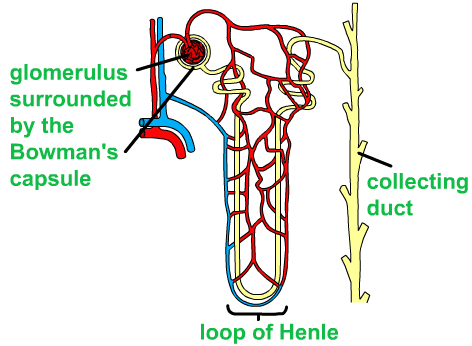 glomerulus
surrounded
by the
Bowman's
capsule
collecting
duct
loop of Henle